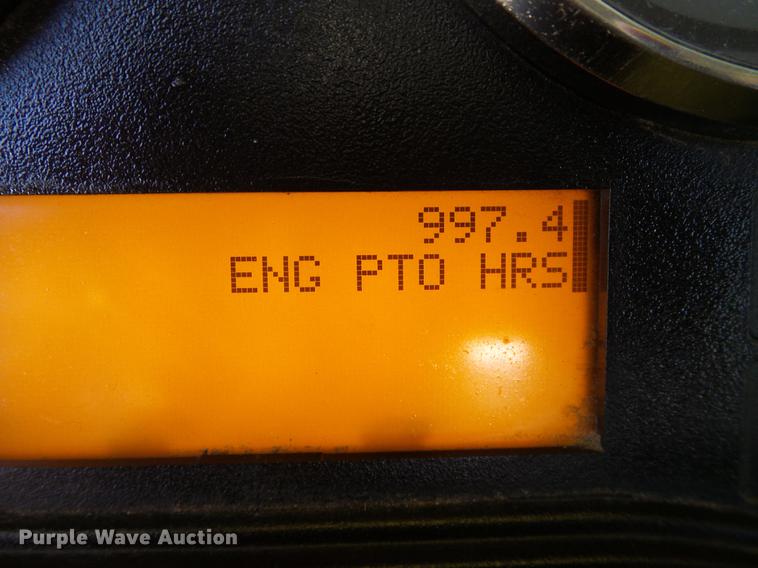 997.4
ENG PTO HRS
Purple Wave Auction